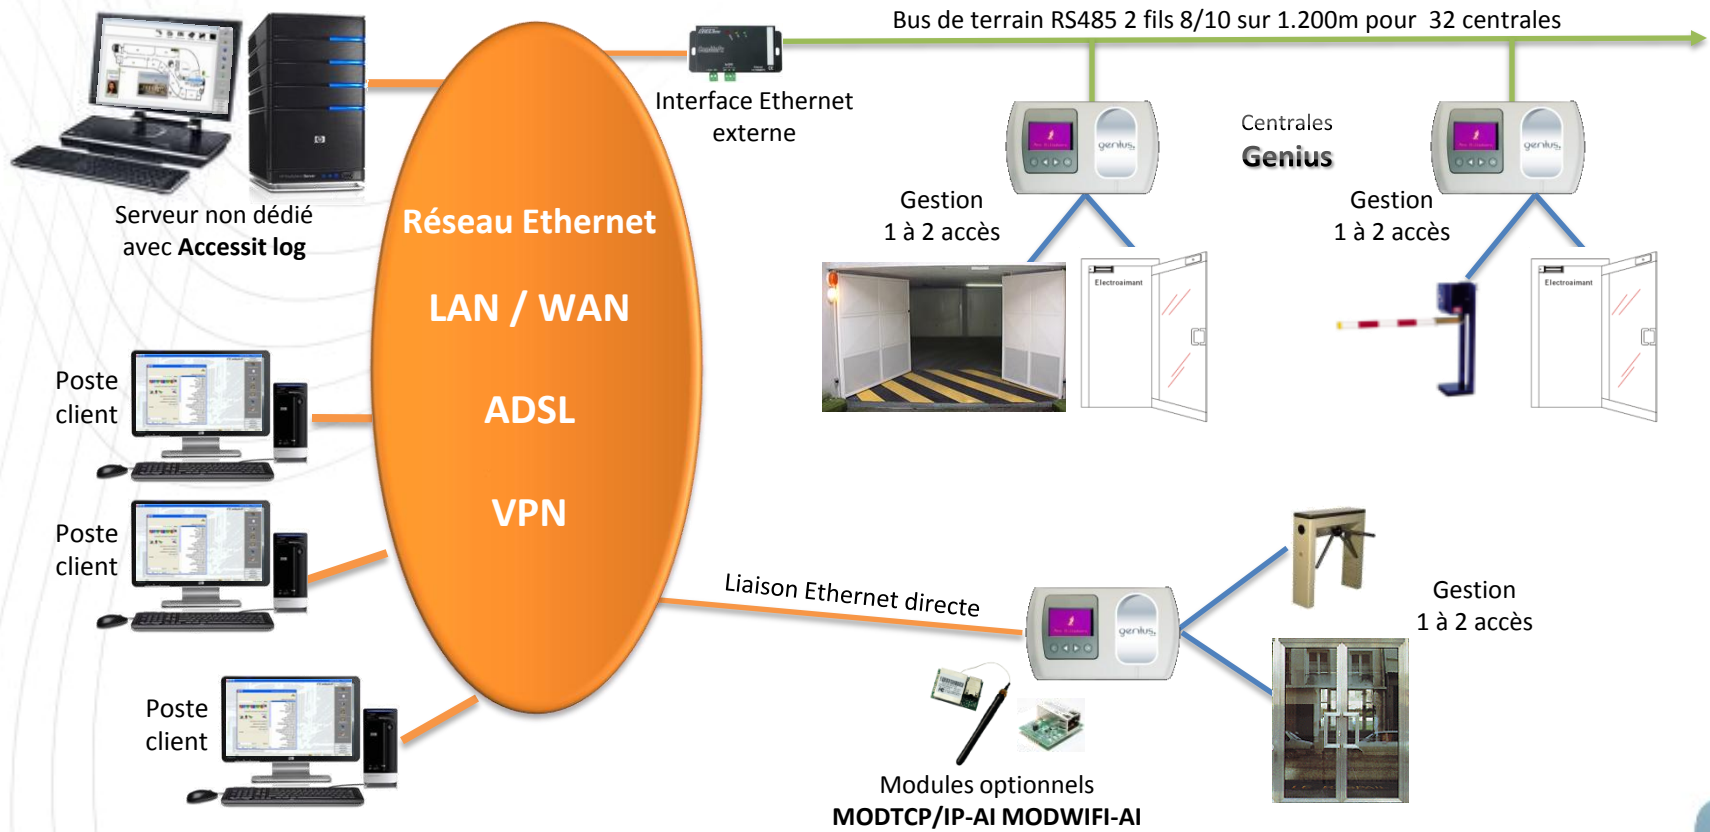 Bus de terrain RS485 2 fils 8/10 sur 1.200m pour 32 centrales
Interface Ethernet
externe
Centrales
Genius
genius
genius
Serveur non dédié
avec Accessit log
Gestion
1 à 2 accès
Gestion
1 à 2 accès
Electroaimant
Electroaimant
Réseau Ethernet
LAN / WAN
ADSL
VPN
Poste
client
Poste
client
Poste
client
Liaison Ethernet directe
genius
Gestion
1 à 2 accès
Modules optionnels
MODTCP/IP-AI MODWIFI-AI